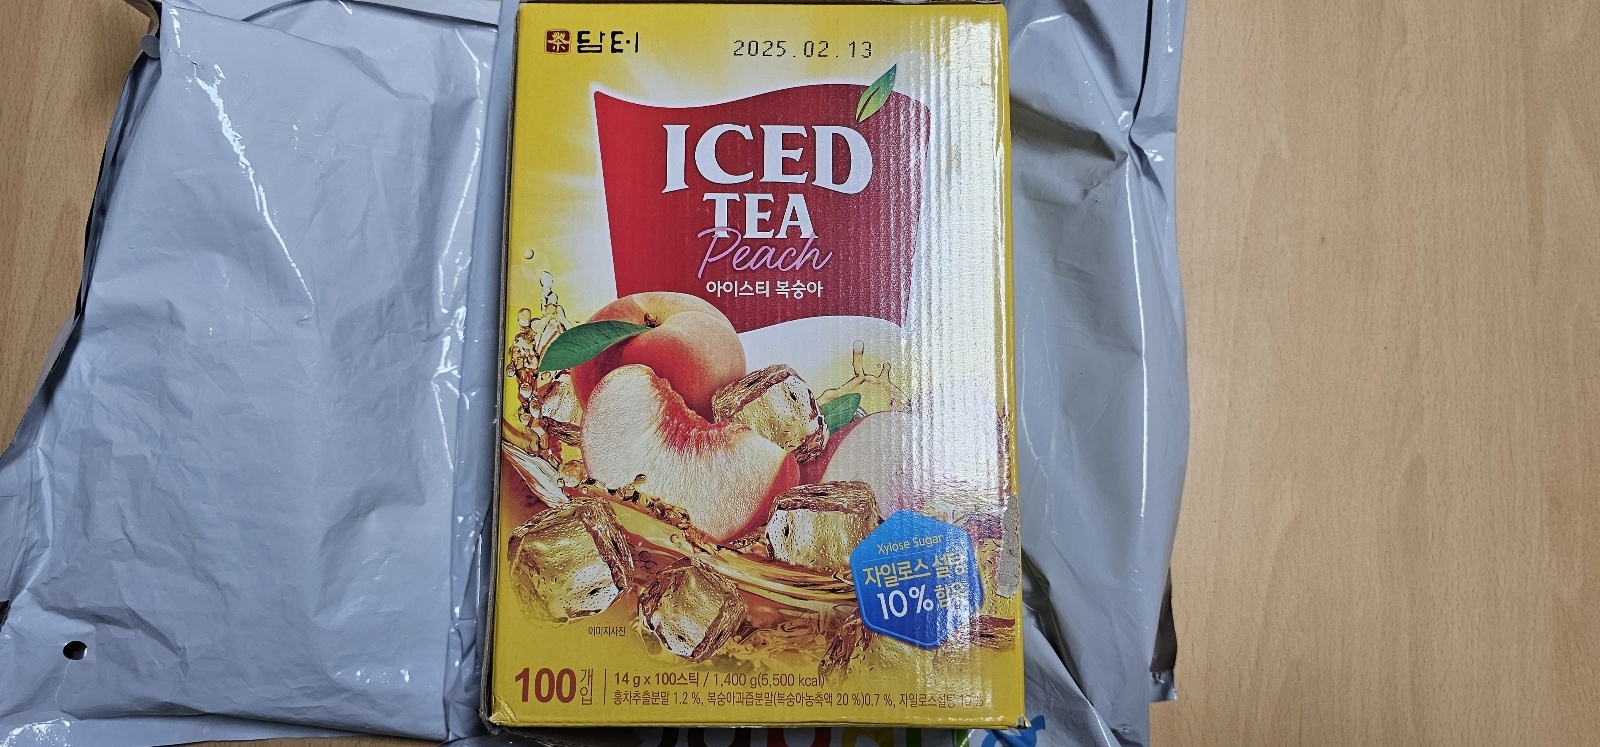 茶 담터
2025.02.13
ICED
TEA
Peach
아이스티 복숭아
Xylose Sugar
자일로스설탕
10% 함유
이미지사진
100개입
14 g x 100스틱 / 1,400 g(5,500 kcal)
홍차추출분말 1.2 %, 복숭아과즙분말(복숭아농축액 20 %)0.7 %, 자일로스설탕 10 %